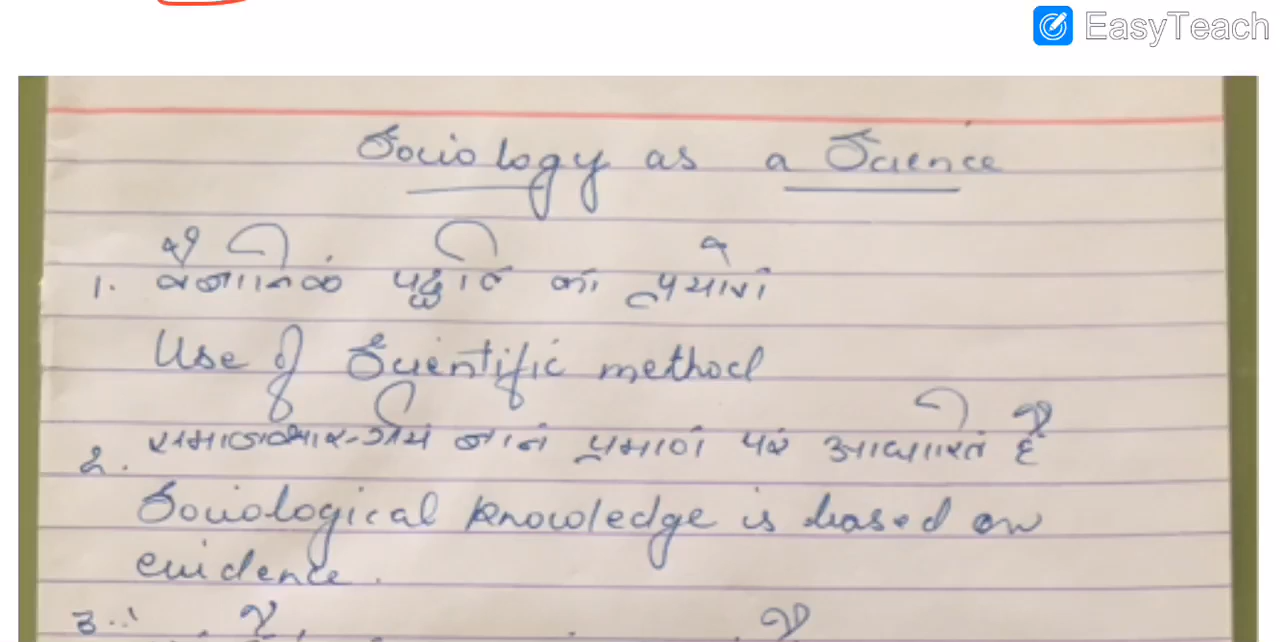 EasyTeach
Sociology as a Science
1. वैज्ञानिक पद्धति का प्रयोग
Use of Scientific method
2. समाजशास्त्रीय ज्ञान प्रमाण पर आधारित है
Sociological knowledge is based on
evidence.
3.